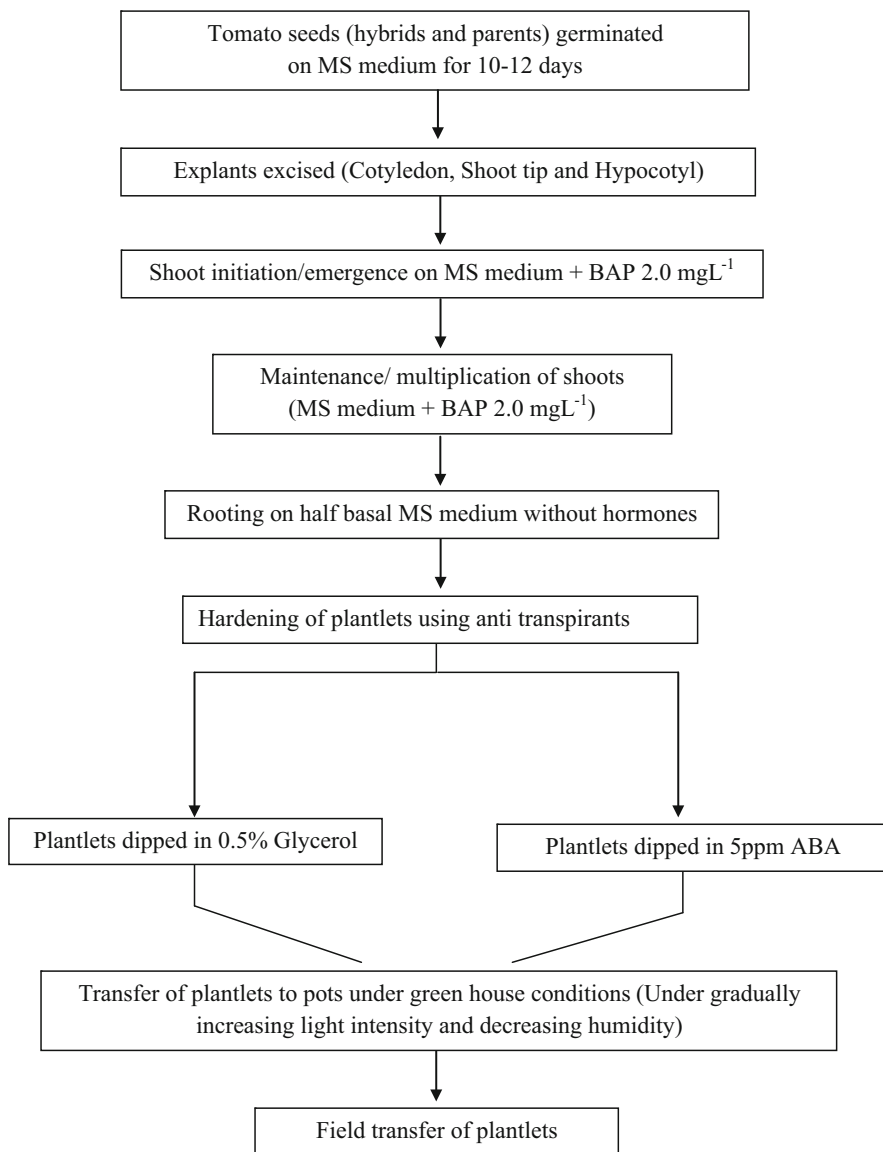 Tomato seeds (hybrids and parents) germinated
on MS medium for 10-12 days
Explants excised (Cotyledon, Shoot tip and Hypocotyl)
Shoot initiation/emergence on MS medium + BAP 2.0 mgL⁻¹
Maintenance/ multiplication of shoots
(MS medium + BAP 2.0 mgL⁻¹)
Rooting on half basal MS medium without hormones
Hardening of plantlets using anti transpirants
Plantlets dipped in 0.5% Glycerol
Plantlets dipped in 5ppm ABA
Transfer of plantlets to pots under green house conditions (Under gradually
increasing light intensity and decreasing humidity)
Field transfer of plantlets